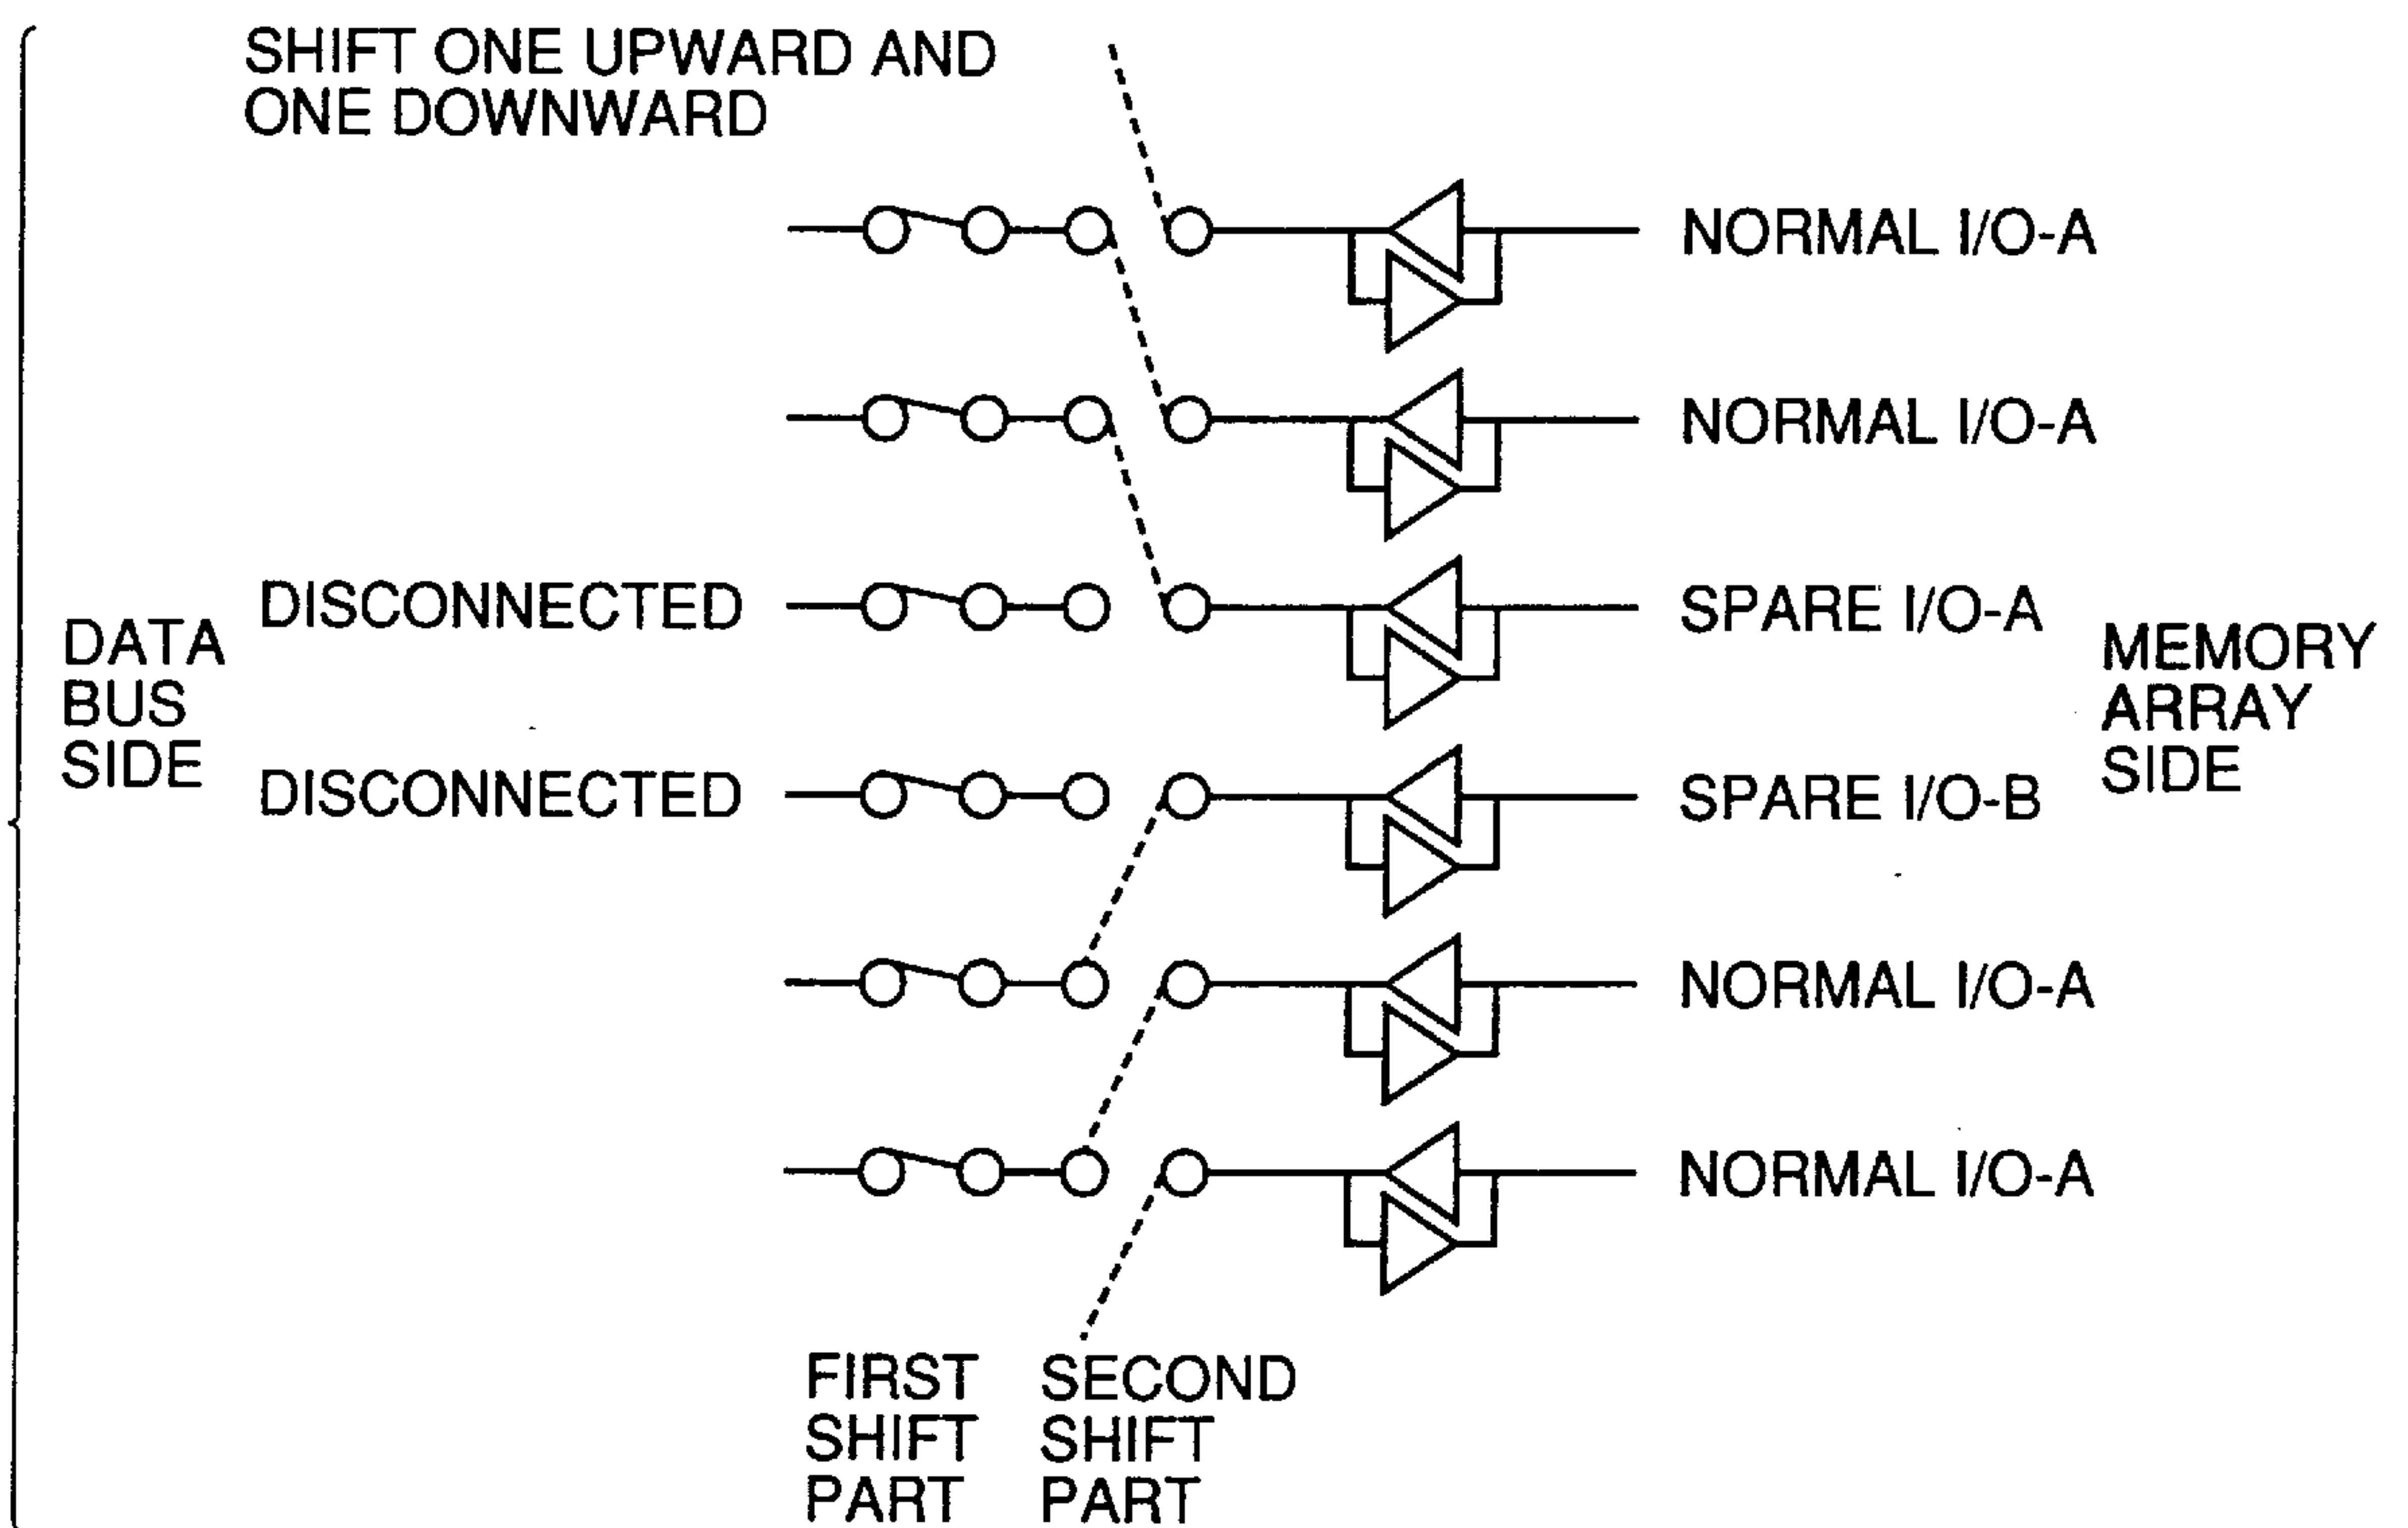 SHIFT ONE UPWARD AND
ONE DOWNWARD
NORMAL I/O-A
NORMAL I/O-A
DISCONNECTED
SPARE I/O-A
DATA
BUS
SIDE
MEMORY
ARRAY
SIDE
DISCONNECTED
SPARE I/O-B
NORMAL I/O-A
NORMAL I/O-A
FIRST
SHIFT
PART
SECOND
SHIFT
PART